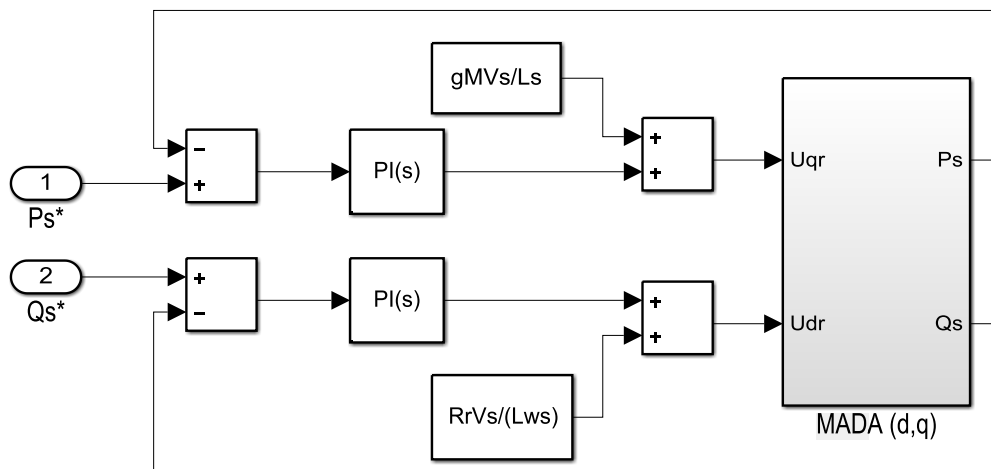 gMVs/Ls
−
+
1
Ps*
PI(s)
+
+
Uqr
Ps
2
Qs*
+
−
PI(s)
+
+
Udr
Qs
RrVs/(Lws)
MADA (d,q)